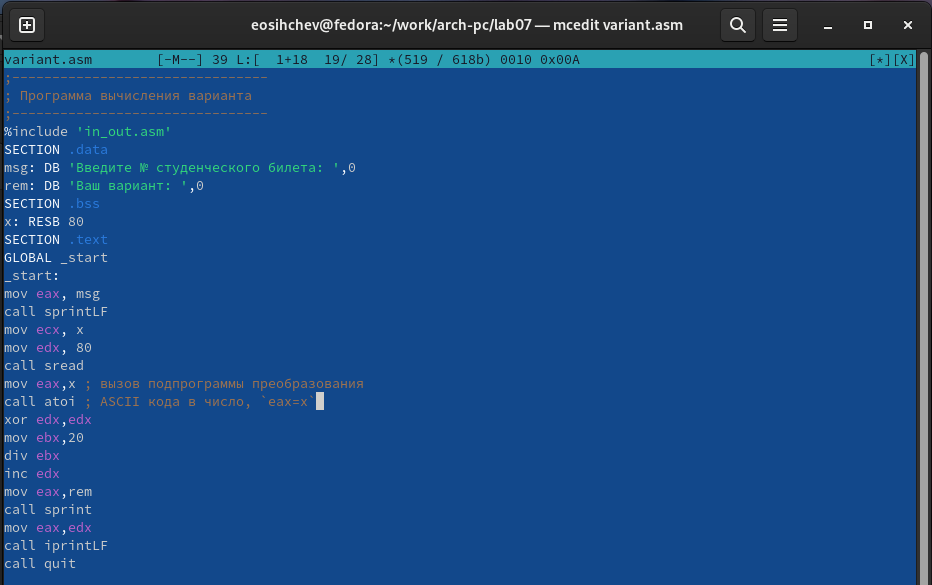 eosihchev@fedora:~/work/arch-pc/lab07 — mcedit variant.asm
variant.asm [-M--] 39 L:[ 1+18 19/ 28] *(519 / 618b) 0010 0x00A [*][X]
;--------------------------------
; Программа вычисления варианта
;--------------------------------
%include 'in_out.asm'
SECTION .data
msg: DB 'Введите № студенческого билета: ',0
rem: DB 'Ваш вариант: ',0
SECTION .bss
x: RESB 80
SECTION .text
GLOBAL _start
_start:
mov eax, msg
call sprintLF
mov ecx, x
mov edx, 80
call sread
mov eax,x ; вызов подпрограммы преобразования
call atoi ; ASCII кода в число, `eax=x`
xor edx,edx
mov ebx,20
div ebx
inc edx
mov eax,rem
call sprint
mov eax,edx
call iprintLF
call quit